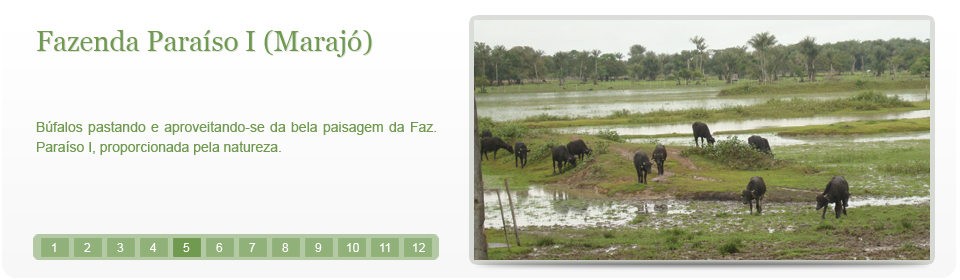 Fazenda Paraíso I (Marajó)
Búfalos pastando e aproveitando-se da bela paisagem da Faz.
Paraíso I, proporcionada pela natureza.
1 2 3 4 5 6 7 8 9 10 11 12